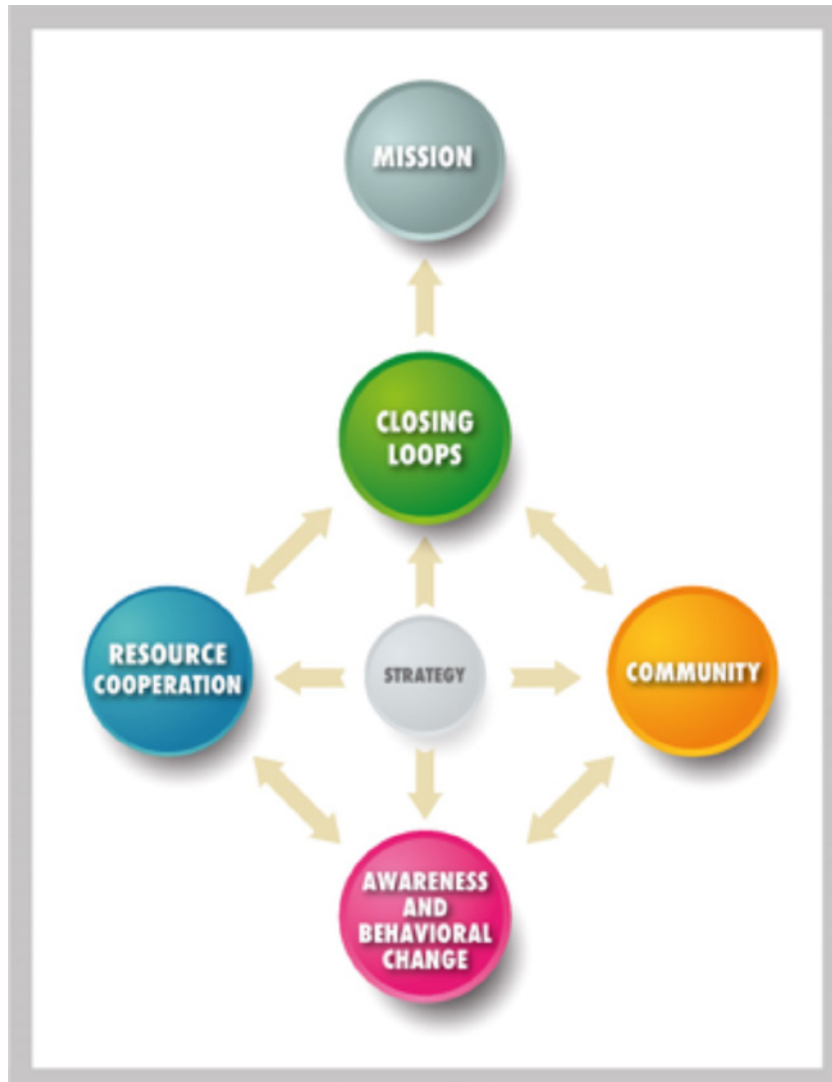 MISSION
CLOSING
LOOPS
RESOURCE
COOPERATION
STRATEGY
COMMUNITY
AWARENESS
AND
BEHAVIORAL
CHANGE